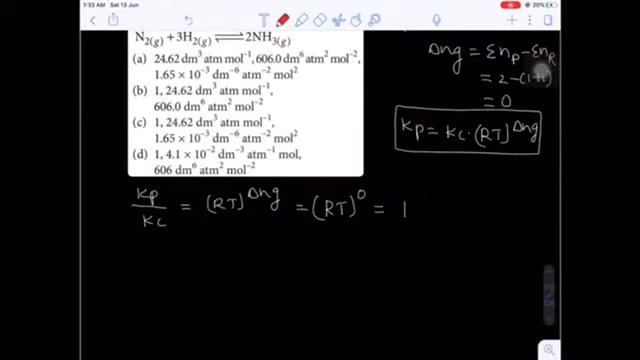 1:33 AM Sat 13 Jun
20%
N₂(g) + 3H₂(g) ⇌ 2NH₃(g)
(a) 24.62 dm³ atm mol⁻¹, 606.0 dm⁶ atm² mol⁻²,
1.65 × 10⁻³ dm⁻⁶ atm⁻² mol²
(b) 1, 24.62 dm³ atm mol⁻¹,
606.0 dm⁶ atm² mol⁻²
(c) 1, 24.62 dm³ atm mol⁻¹,
1.65 × 10⁻³ dm⁻⁶ atm⁻² mol²
(d) 1, 4.1 × 10⁻² dm⁻³ atm⁻¹ mol,
606 dm⁶ atm² mol⁻²
Δng = Σnp − ΣnR
= 2 − (1+1)
= 0
Kp = Kc · (RT)^Δng
Kp/Kc = (RT)^Δng = (RT)⁰ = 1